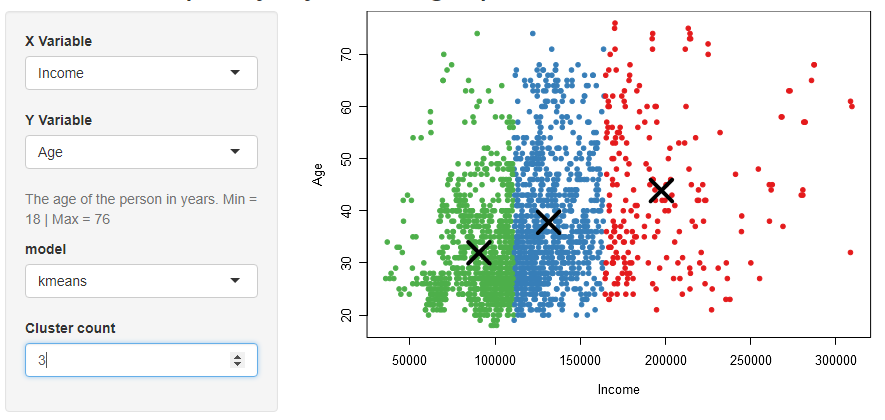 X Variable
Income
Y Variable
Age
The age of the person in years. Min =
18 | Max = 76
model
kmeans
Cluster count
3
Age
70
60
50
40
30
20
50000 100000 150000 200000 250000 300000
Income